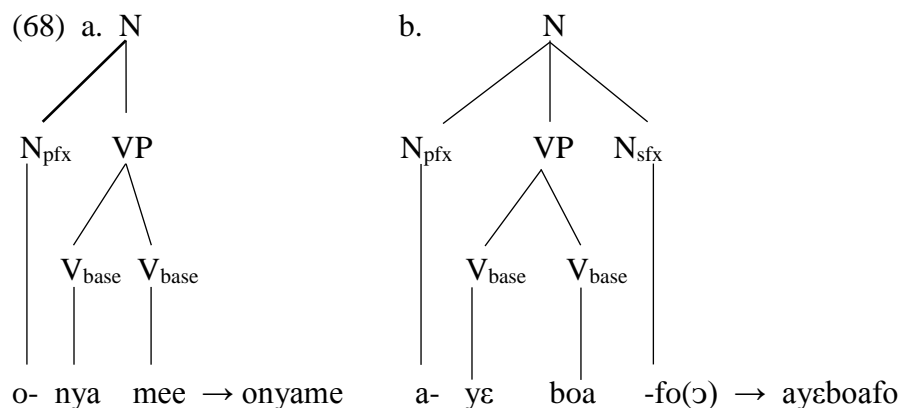 (68) a. N b. N
Npfx VP Npfx VP Nsfx
Vbase Vbase Vbase Vbase
o- nya mee → onyame a- yɛ boa -fo(ɔ) → ayɛboafo